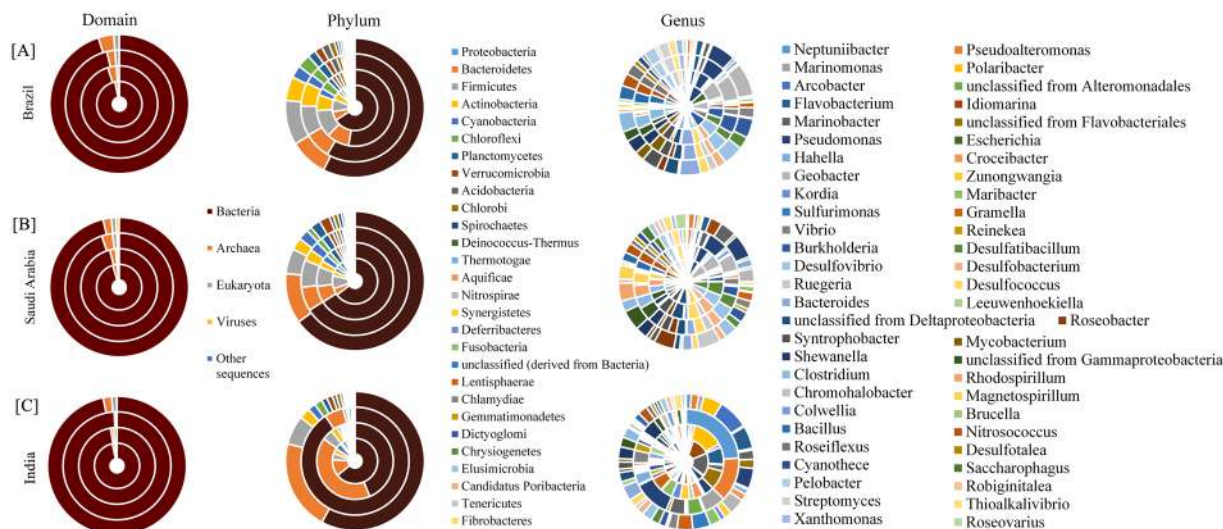 Domain
Phylum
Genus
[A]
Brazil
[B]
Saudi Arabia
[C]
India
Bacteria
Archaea
Eukaryota
Viruses
Other
sequences
Proteobacteria
Bacteroidetes
Firmicutes
Actinobacteria
Cyanobacteria
Chloroflexi
Planctomycetes
Verrucomicrobia
Acidobacteria
Chlorobi
Spirochaetes
Deinococcus-Thermus
Thermotogae
Aquificae
Nitrospirae
Synergistetes
Deferribacteres
Fusobacteria
unclassified (derived from Bacteria)
Lentisphaerae
Chlamydiae
Gemmatimonadetes
Dictyoglomi
Chrysiogenetes
Elusimicrobia
Candidatus Poribacteria
Tenericutes
Fibrobacteres
Neptuniibacter
Marinomonas
Arcobacter
Flavobacterium
Marinobacter
Pseudomonas
Hahella
Geobacter
Kordia
Sulfurimonas
Vibrio
Burkholderia
Desulfovibrio
Ruegeria
Bacteroides
unclassified from Deltaproteobacteria
Syntrophobacter
Shewanella
Clostridium
Chromohalobacter
Colwellia
Bacillus
Roseiflexus
Cyanothece
Pelobacter
Streptomyces
Xanthomonas
Pseudoalteromonas
Polaribacter
unclassified from Alteromonadales
Idiomarina
unclassified from Flavobacteriales
Escherichia
Croceibacter
Zunongwangia
Maribacter
Gramella
Reinekea
Desulfatibacillum
Desulfobacterium
Desulfococcus
Leeuwenhoekiella
Roseobacter
Mycobacterium
unclassified from Gammaproteobacteria
Rhodospirillum
Magnetospirillum
Brucella
Nitrosococcus
Desulfotalea
Saccharophagus
Robiginitalea
Thioalkalivibrio
Roseovarius